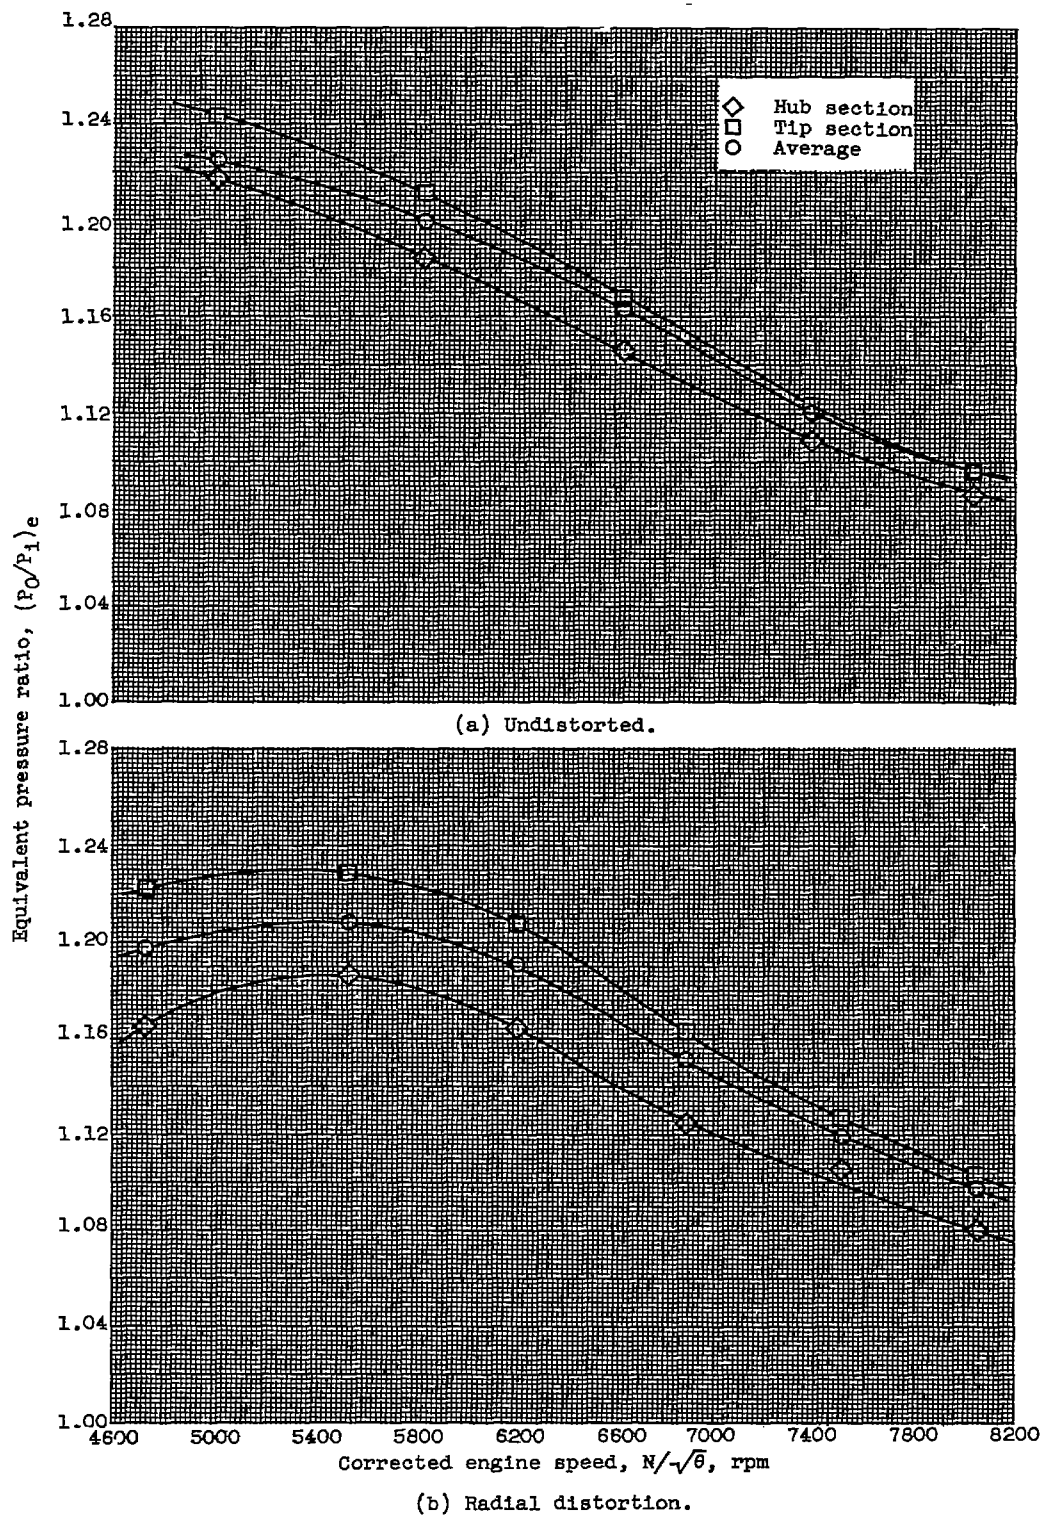 1.28
1.24
1.20
1.16
1.12
1.08
1.04
1.00
Hub section
Tip section
Average
(a) Undistorted.
Equivalent pressure ratio, (P0/P1)e
1.28
1.24
1.20
1.16
1.12
1.08
1.04
1.00
4600 5000 5400 5800 6200 6600 7000 7400 7800 8200
Corrected engine speed, N/√θ, rpm
(b) Radial distortion.